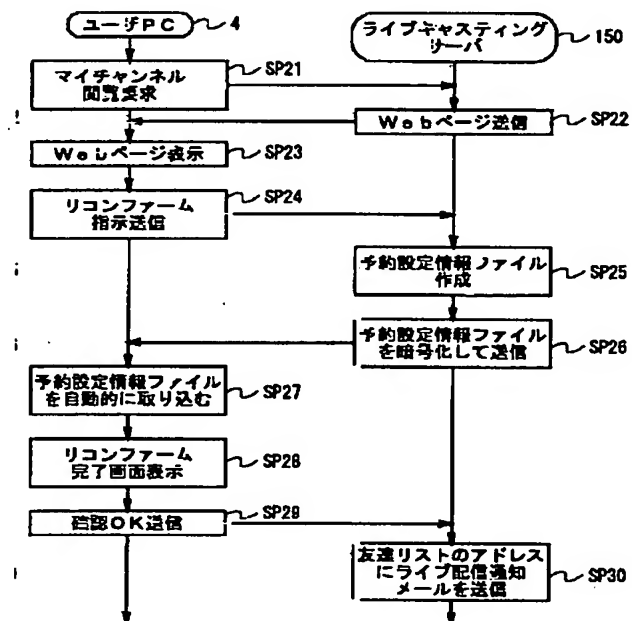 ユーザPC
4
ライブキャスティング
サーバ
150
マイチャンネル
閲覧要求
SP21
Webページ送信
SP22
Webページ表示
SP23
リコンファーム
指示送信
SP24
予約設定情報ファイル
作成
SP25
予約設定情報ファイル
を暗号化して送信
SP26
予約設定情報ファイル
を自動的に取り込む
SP27
リコンファーム
完了画面表示
SP28
確認OK送信
SP29
友達リストのアドレス
にライブ配信通知
メールを送信
SP30